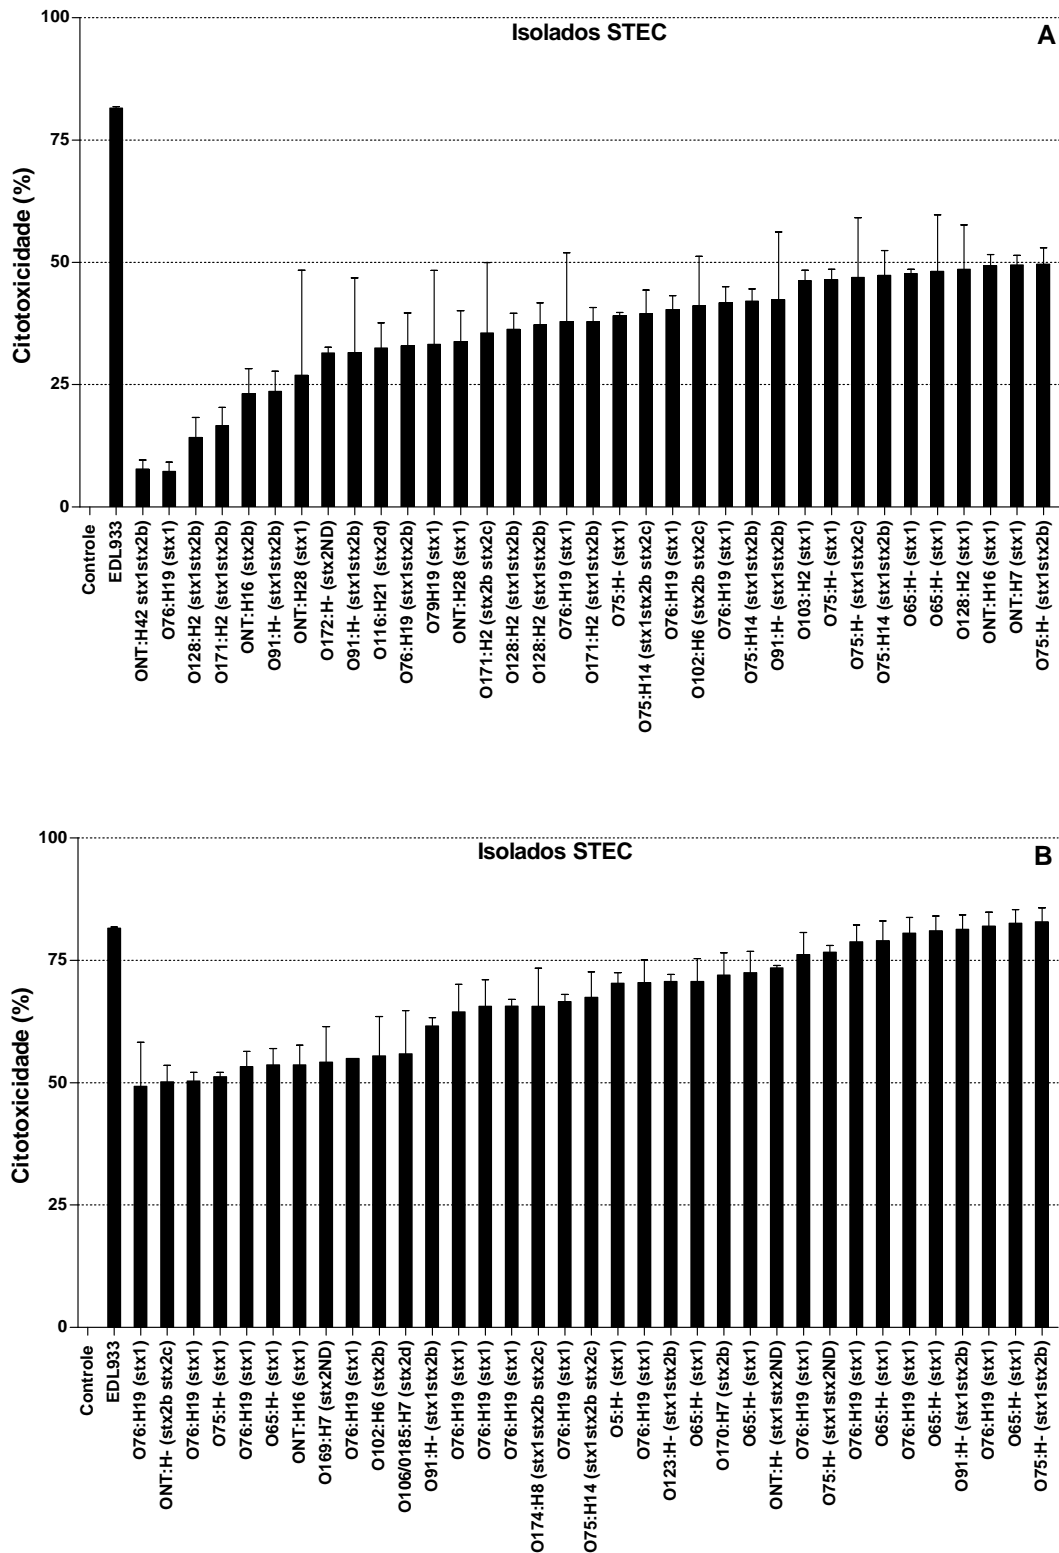 Isolados STEC
A
Citotoxicidade (%)
100
75
50
25
0
Controle
EDL933
ONT:H42 stx1stx2b)
O76:H19 (stx1)
O128:H2 (stx1stx2b)
O171:H2 (stx1stx2b)
ONT:H16 (stx2b)
O91:H- (stx1stx2b)
ONT:H28 (stx1)
O172:H- (stx2ND)
O91:H- (stx1stx2b)
O116:H21 (stx2d)
O76:H19 (stx1stx2b)
O79H19 (stx1)
ONT:H28 (stx1)
O171:H2 (stx2b stx2c)
O128:H2 (stx1stx2b)
O128:H2 (stx1stx2b)
O76:H19 (stx1)
O171:H2 (stx1stx2b)
O75:H- (stx1)
O75:H14 (stx1stx2b stx2c)
O76:H19 (stx1)
O102:H6 (stx2b stx2c)
O76:H19 (stx1)
O75:H14 (stx1stx2b)
O91:H- (stx1stx2b)
O103:H2 (stx1)
O75:H- (stx1)
O75:H- (stx1stx2c)
O75:H14 (stx1stx2b)
O65:H- (stx1)
O65:H- (stx1)
O128:H2 (stx1)
ONT:H16 (stx1)
ONT:H7 (stx1)
O75:H- (stx1stx2b)
Isolados STEC
B
Citotoxicidade (%)
100
75
50
25
0
Controle
EDL933
O76:H19 (stx1)
ONT:H- (stx2b stx2c)
O76:H19 (stx1)
O75:H- (stx1)
O76:H19 (stx1)
O65:H- (stx1)
ONT:H16 (stx1)
O169:H7 (stx2ND)
O76:H19 (stx1)
O102:H6 (stx2b)
O106/0185:H7 (stx2d)
O91:H- (stx1stx2b)
O76:H19 (stx1)
O76:H19 (stx1)
O76:H19 (stx1)
O174:H8 (stx1stx2b stx2c)
O76:H19 (stx1)
O75:H14 (stx1stx2b stx2c)
O5:H- (stx1)
O76:H19 (stx1)
O123:H- (stx1stx2b)
O65:H- (stx1)
O170:H7 (stx2b)
O65:H- (stx1)
ONT:H- (stx1stx2ND)
O76:H19 (stx1)
O75:H- (stx1stx2ND)
O76:H19 (stx1)
O65:H- (stx1)
O76:H19 (stx1)
O65:H- (stx1)
O91:H- (stx1stx2b)
O76:H19 (stx1)
O65:H- (stx1)
O75:H- (stx1stx2b)